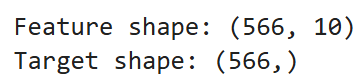 Feature shape: (566, 10)
Target shape: (566,)